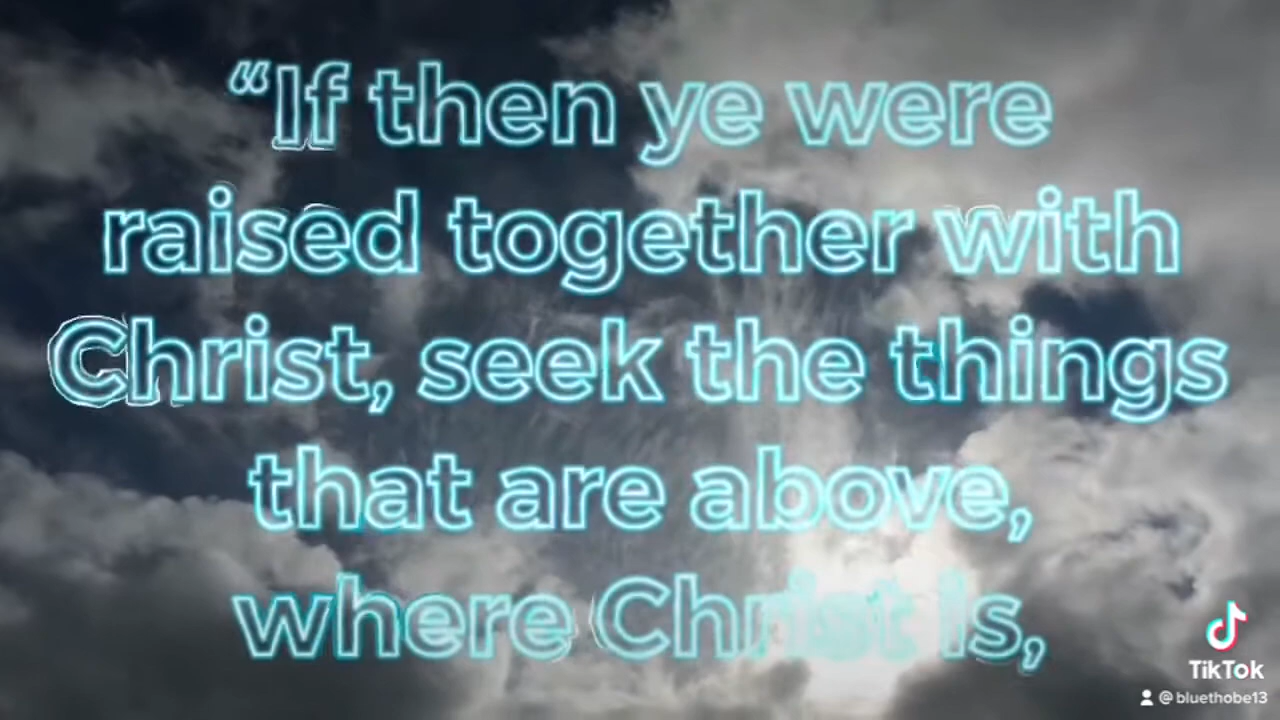 “If then ye were
raised together with
Christ, seek the things
that are above,
where Christ is,
TikTok
@bluethobe13